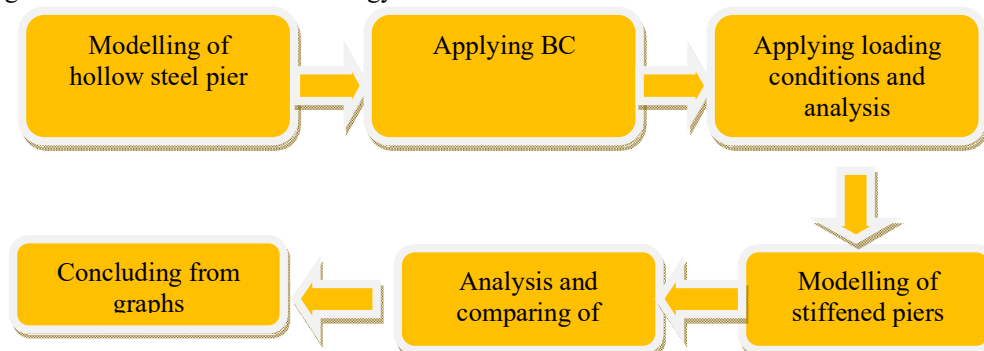 Modelling of
hollow steel pier
Applying BC
Applying loading
conditions and
analysis
Modelling of
stiffened piers
Analysis and
comparing of
Concluding from
graphs